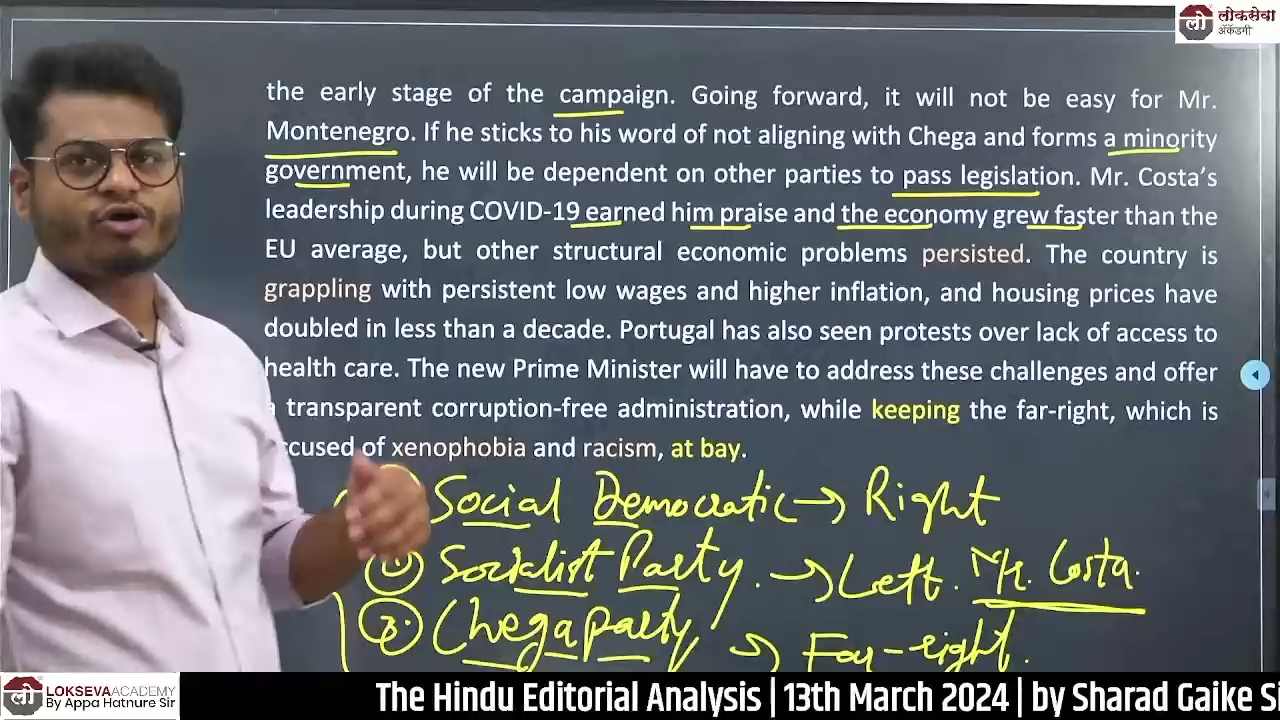 लोकसेवा
अ‍ॅकॅडमी
लो
the early stage of the campaign. Going forward, it will not be easy for Mr.
Montenegro. If he sticks to his word of not aligning with Chega and forms a minority
government, he will be dependent on other parties to pass legislation. Mr. Costa's
leadership during COVID-19 earned him praise and the economy grew faster than the
EU average, but other structural economic problems persisted. The country is
grappling with persistent low wages and higher inflation, and housing prices have
doubled in less than a decade. Portugal has also seen protests over lack of access to
health care. The new Prime Minister will have to address these challenges and offer
transparent corruption-free administration, while keeping the far-right, which is
of xenophobia and racism, at bay.
Social Democratic → Right
Socialist Party. → Left. Mr. Costa.
3 Chega party → Far-right.
लो
LOKSEVA ACADEMY
By Appa Hatnure Sir
The Hindu Editorial Analysis | 13th March 2024 | by Sharad Gaike